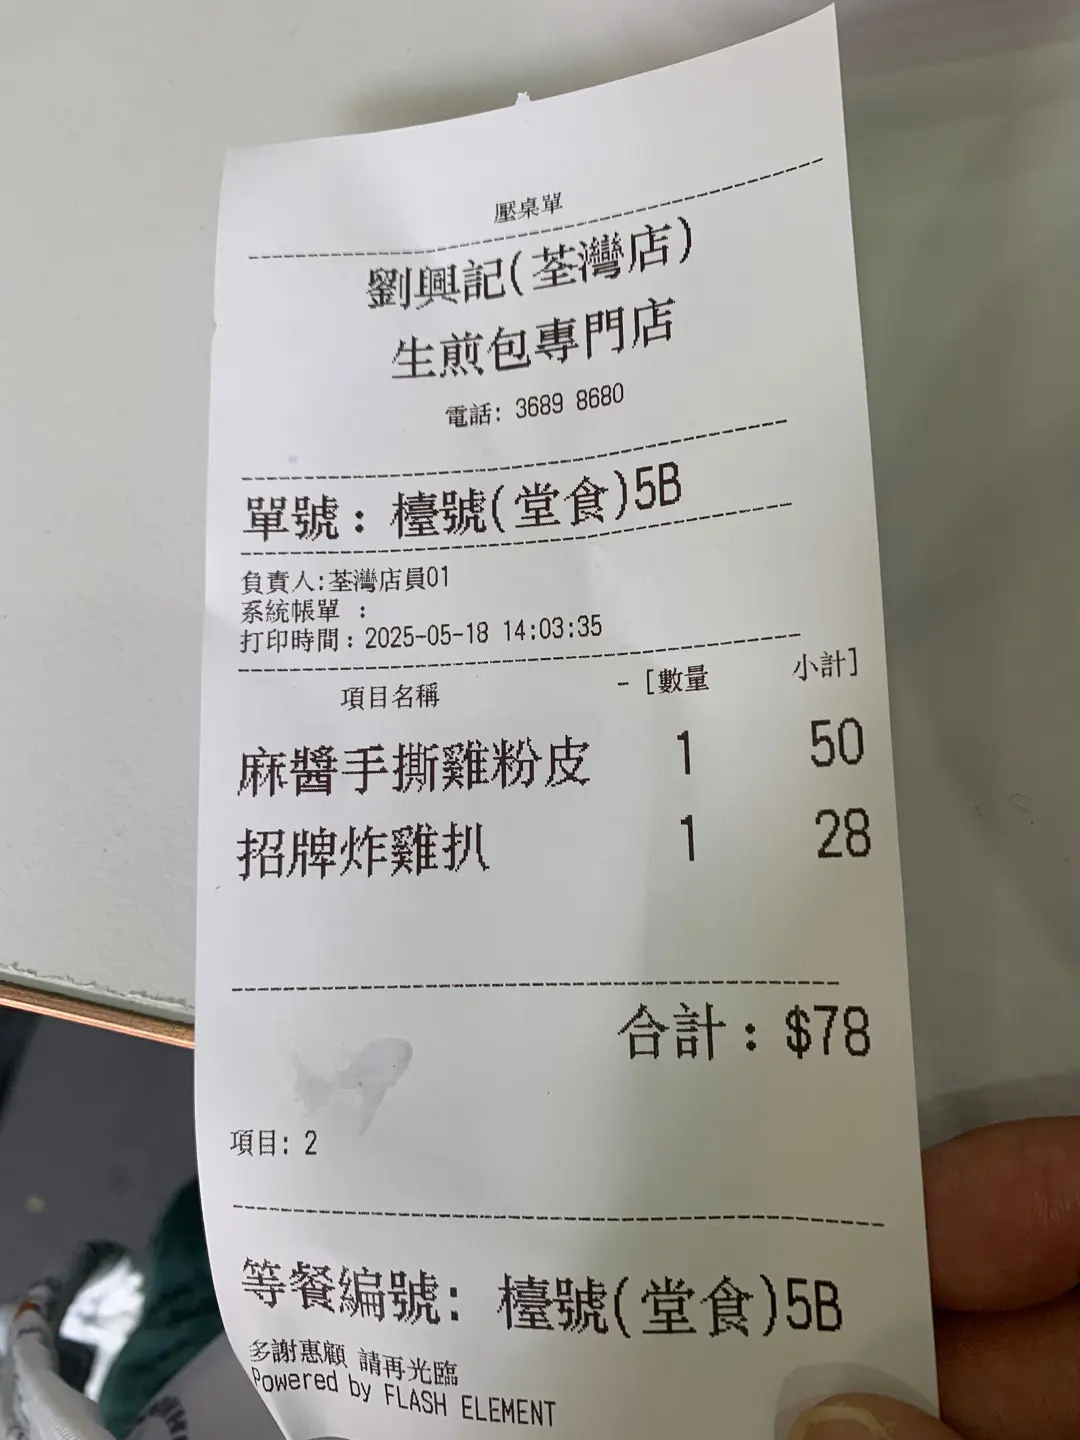 壓桌單
劉興記(荃灣店)
生煎包專門店
電話: 3689 8680
單號: 檯號(堂食)5B
負責人:荃灣店員01
系統帳單 :
打印時間:2025-05-18 14:03:35
項目名稱 -[數量 小計]
麻醬手撕雞粉皮 1 50
招牌炸雞扒 1 28
合計: $78
項目: 2
等餐編號: 檯號(堂食)5B
多謝惠顧 請再光臨
Powered by FLASH ELEMENT